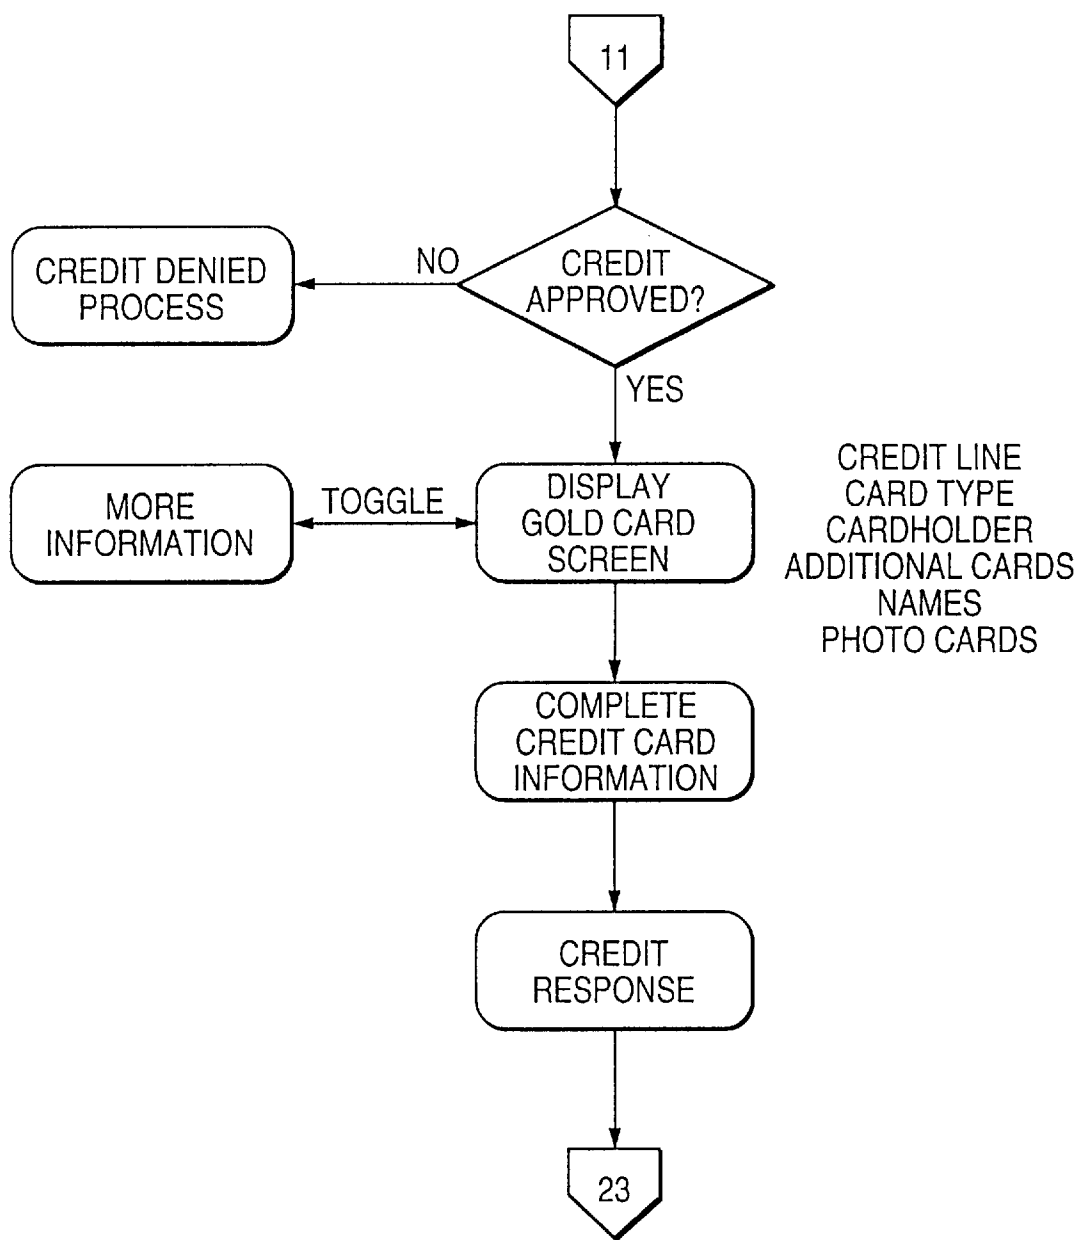 11
CREDIT
APPROVED?
NO
CREDIT DENIED
PROCESS
YES
MORE
INFORMATION
TOGGLE
DISPLAY
GOLD CARD
SCREEN
CREDIT LINE
CARD TYPE
CARDHOLDER
ADDITIONAL CARDS
NAMES
PHOTO CARDS
COMPLETE
CREDIT CARD
INFORMATION
CREDIT
RESPONSE
23